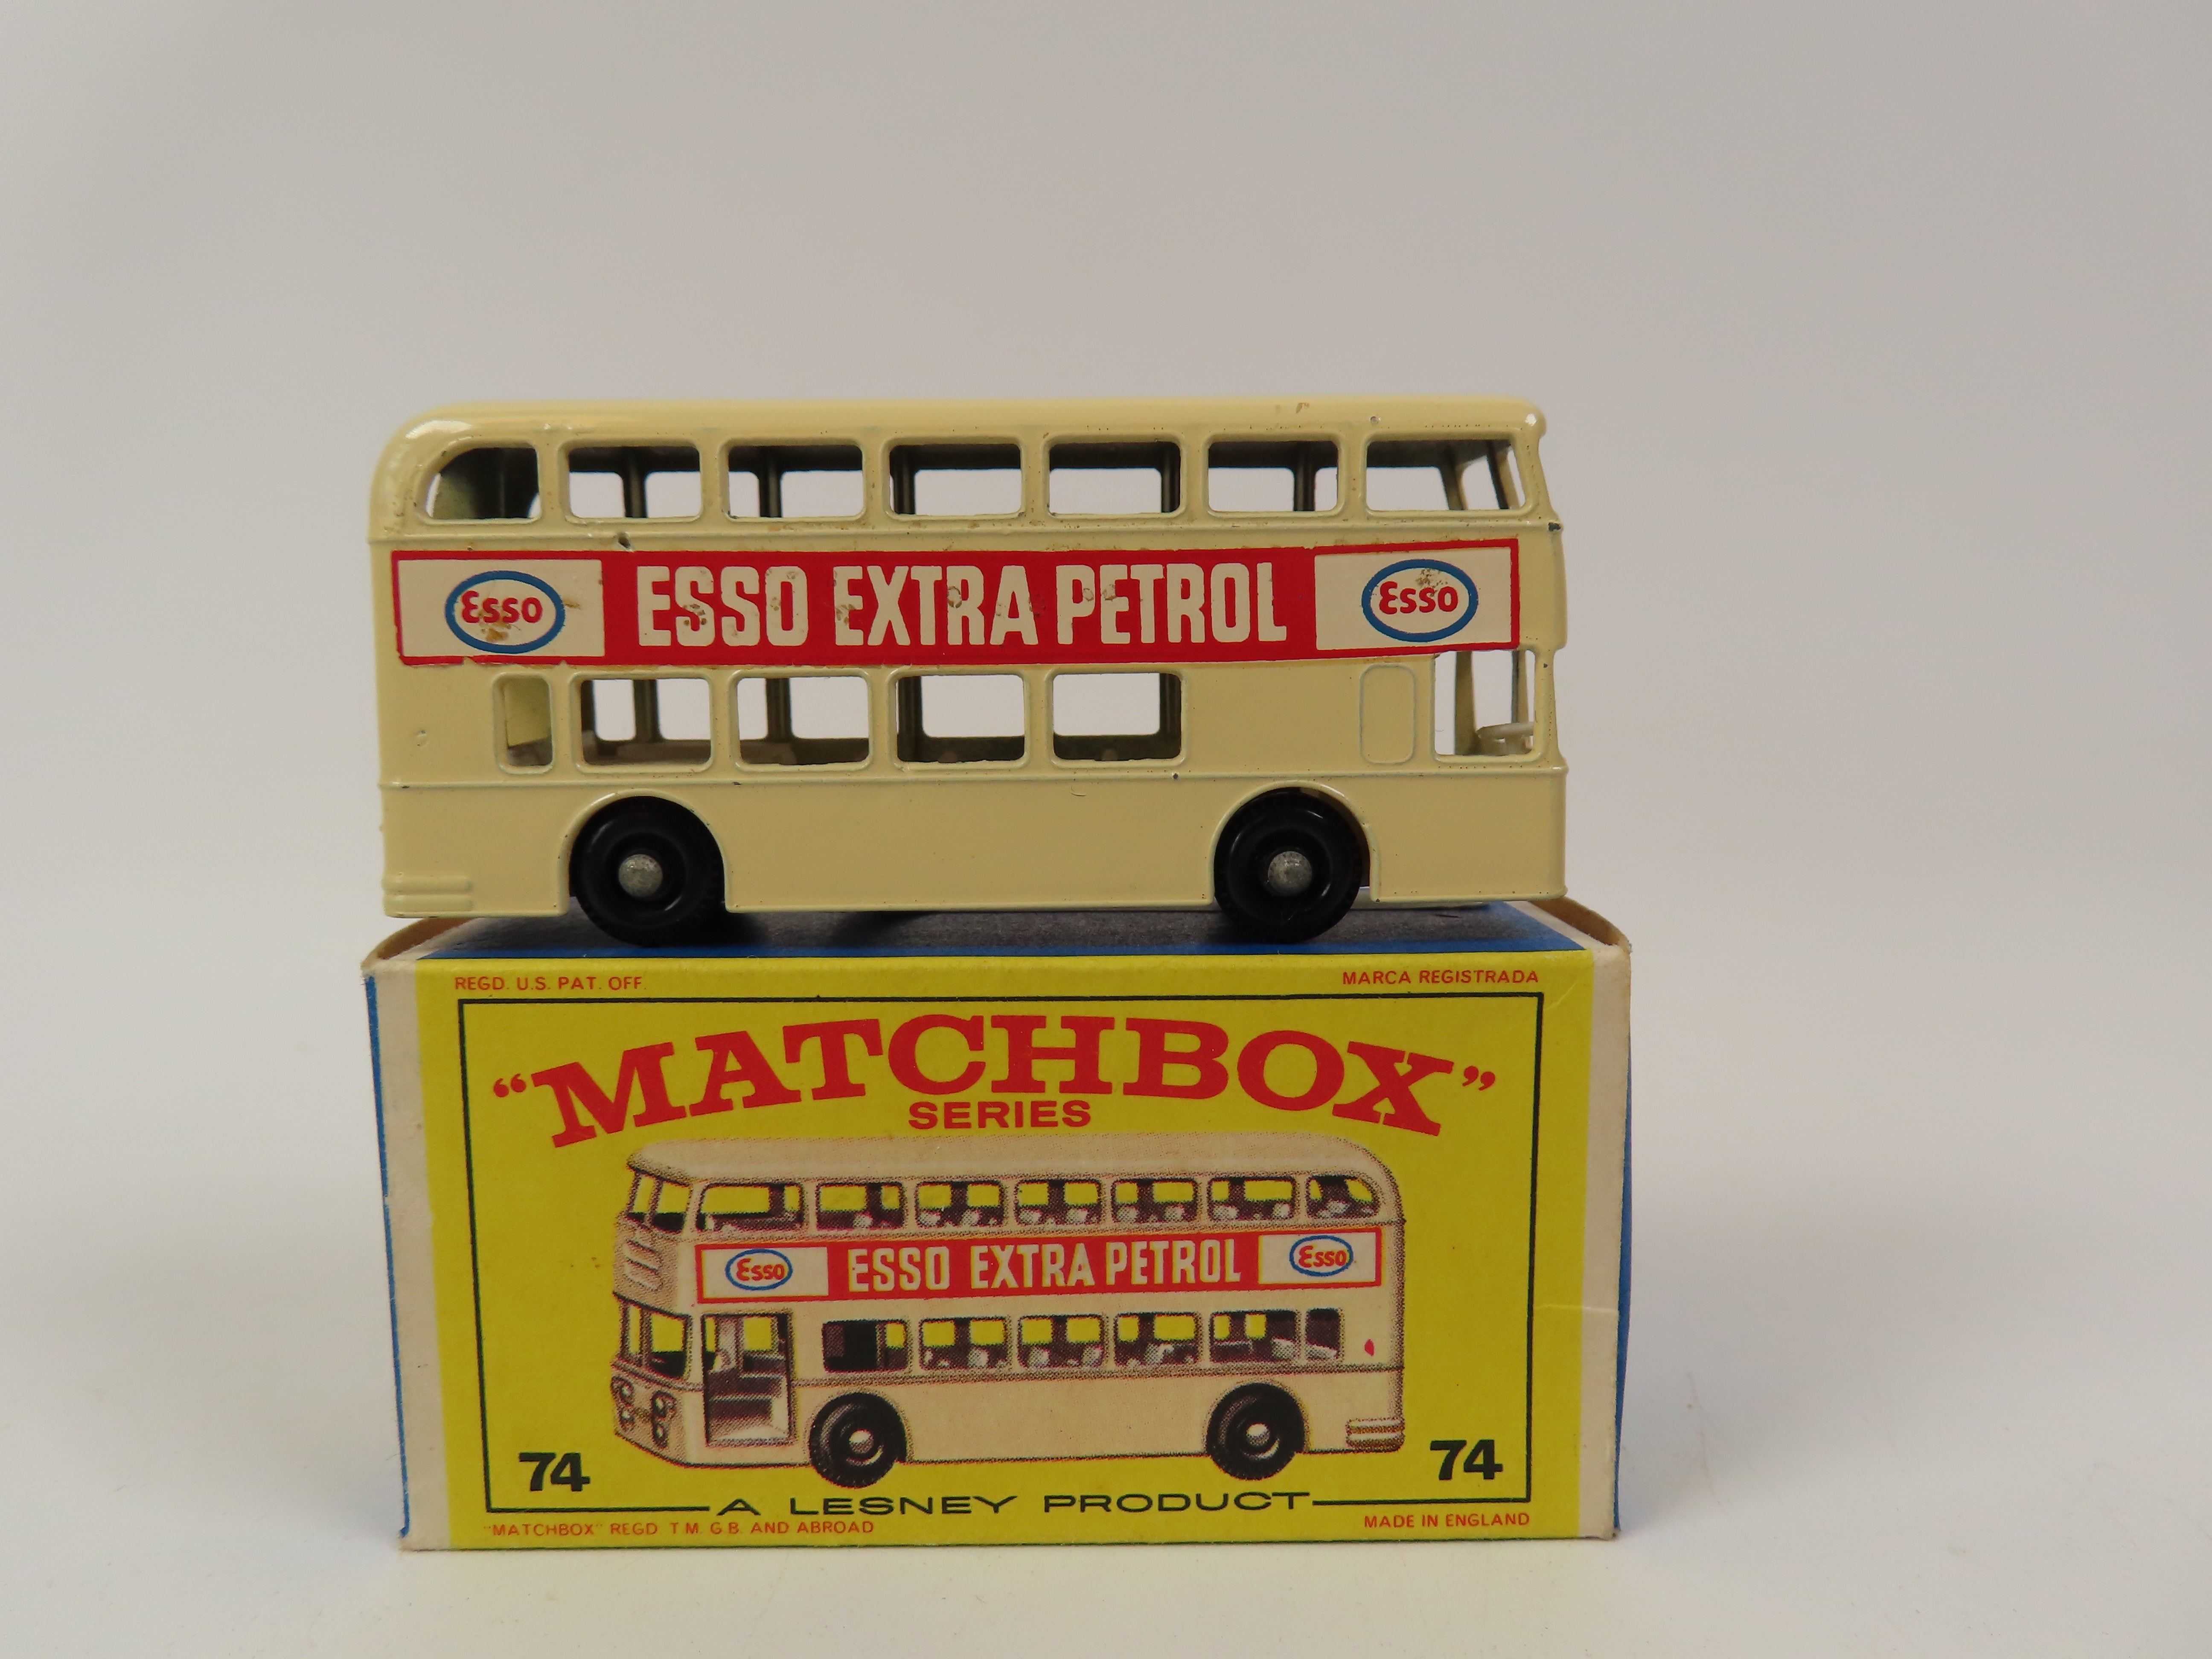 Esso ESSO EXTRA PETROL Esso
REGD. U.S. PAT. OFF. MARCA REGISTRADA
"MATCHBOX"
SERIES
Esso ESSO EXTRA PETROL Esso
74 74
A LESNEY PRODUCT
"MATCHBOX" REGD T.M. G.B. AND ABROAD MADE IN ENGLAND